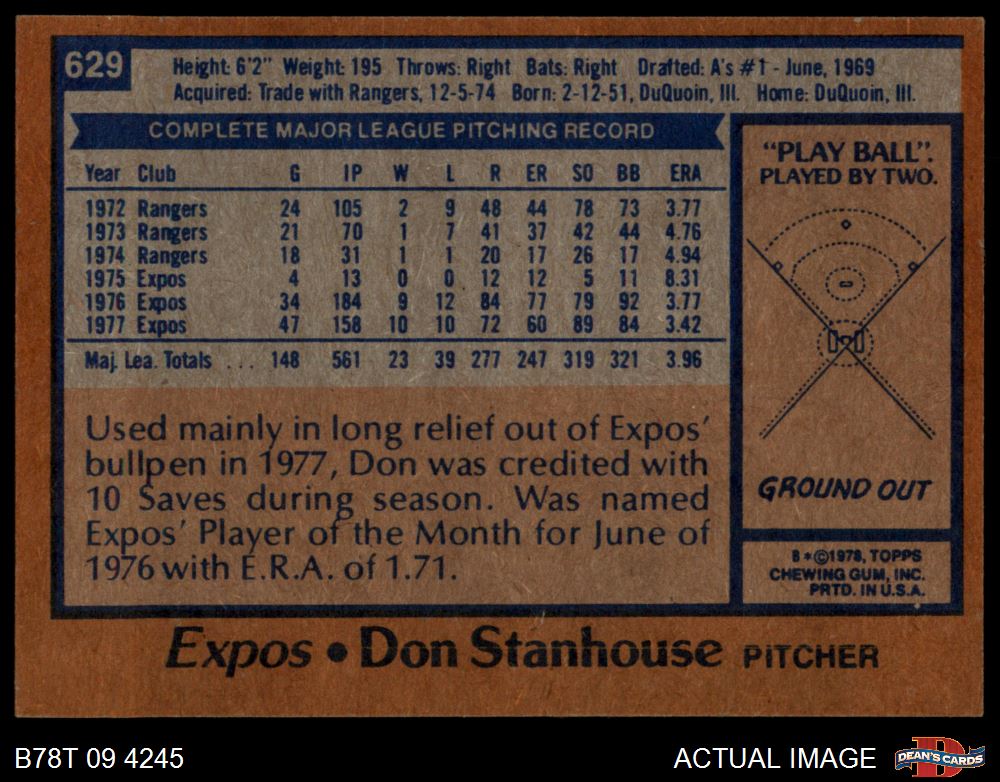 629
Height: 6'2" Weight: 195 Throws: Right Bats: Right Drafted: A's #1 - June, 1969
Acquired: Trade with Rangers, 12-5-74 Born: 2-12-51, DuQuoin, Ill. Home: DuQuoin, Ill.
COMPLETE MAJOR LEAGUE PITCHING RECORD
Year Club G IP W L R ER SO BB ERA
1972 Rangers 24 105 2 9 48 44 78 73 3.77
1973 Rangers 21 70 1 7 41 37 42 44 4.76
1974 Rangers 18 31 1 1 20 17 26 17 4.94
1975 Expos 4 13 0 0 12 12 5 11 8.31
1976 Expos 34 184 9 12 84 77 79 92 3.77
1977 Expos 47 158 10 10 72 60 89 84 3.42
Maj. Lea. Totals ... 148 561 23 39 277 247 319 321 3.96
Used mainly in long relief out of Expos'
bullpen in 1977, Don was credited with
10 Saves during season. Was named
Expos' Player of the Month for June of
1976 with E.R.A. of 1.71.
"PLAY BALL".
PLAYED BY TWO.
GROUND OUT
B*©1978, TOPPS
CHEWING GUM, INC.
PRTD. IN U.S.A.
Expos • Don Stanhouse PITCHER
B78T 09 4245
ACTUAL IMAGE
D
DEAN'S CARDS